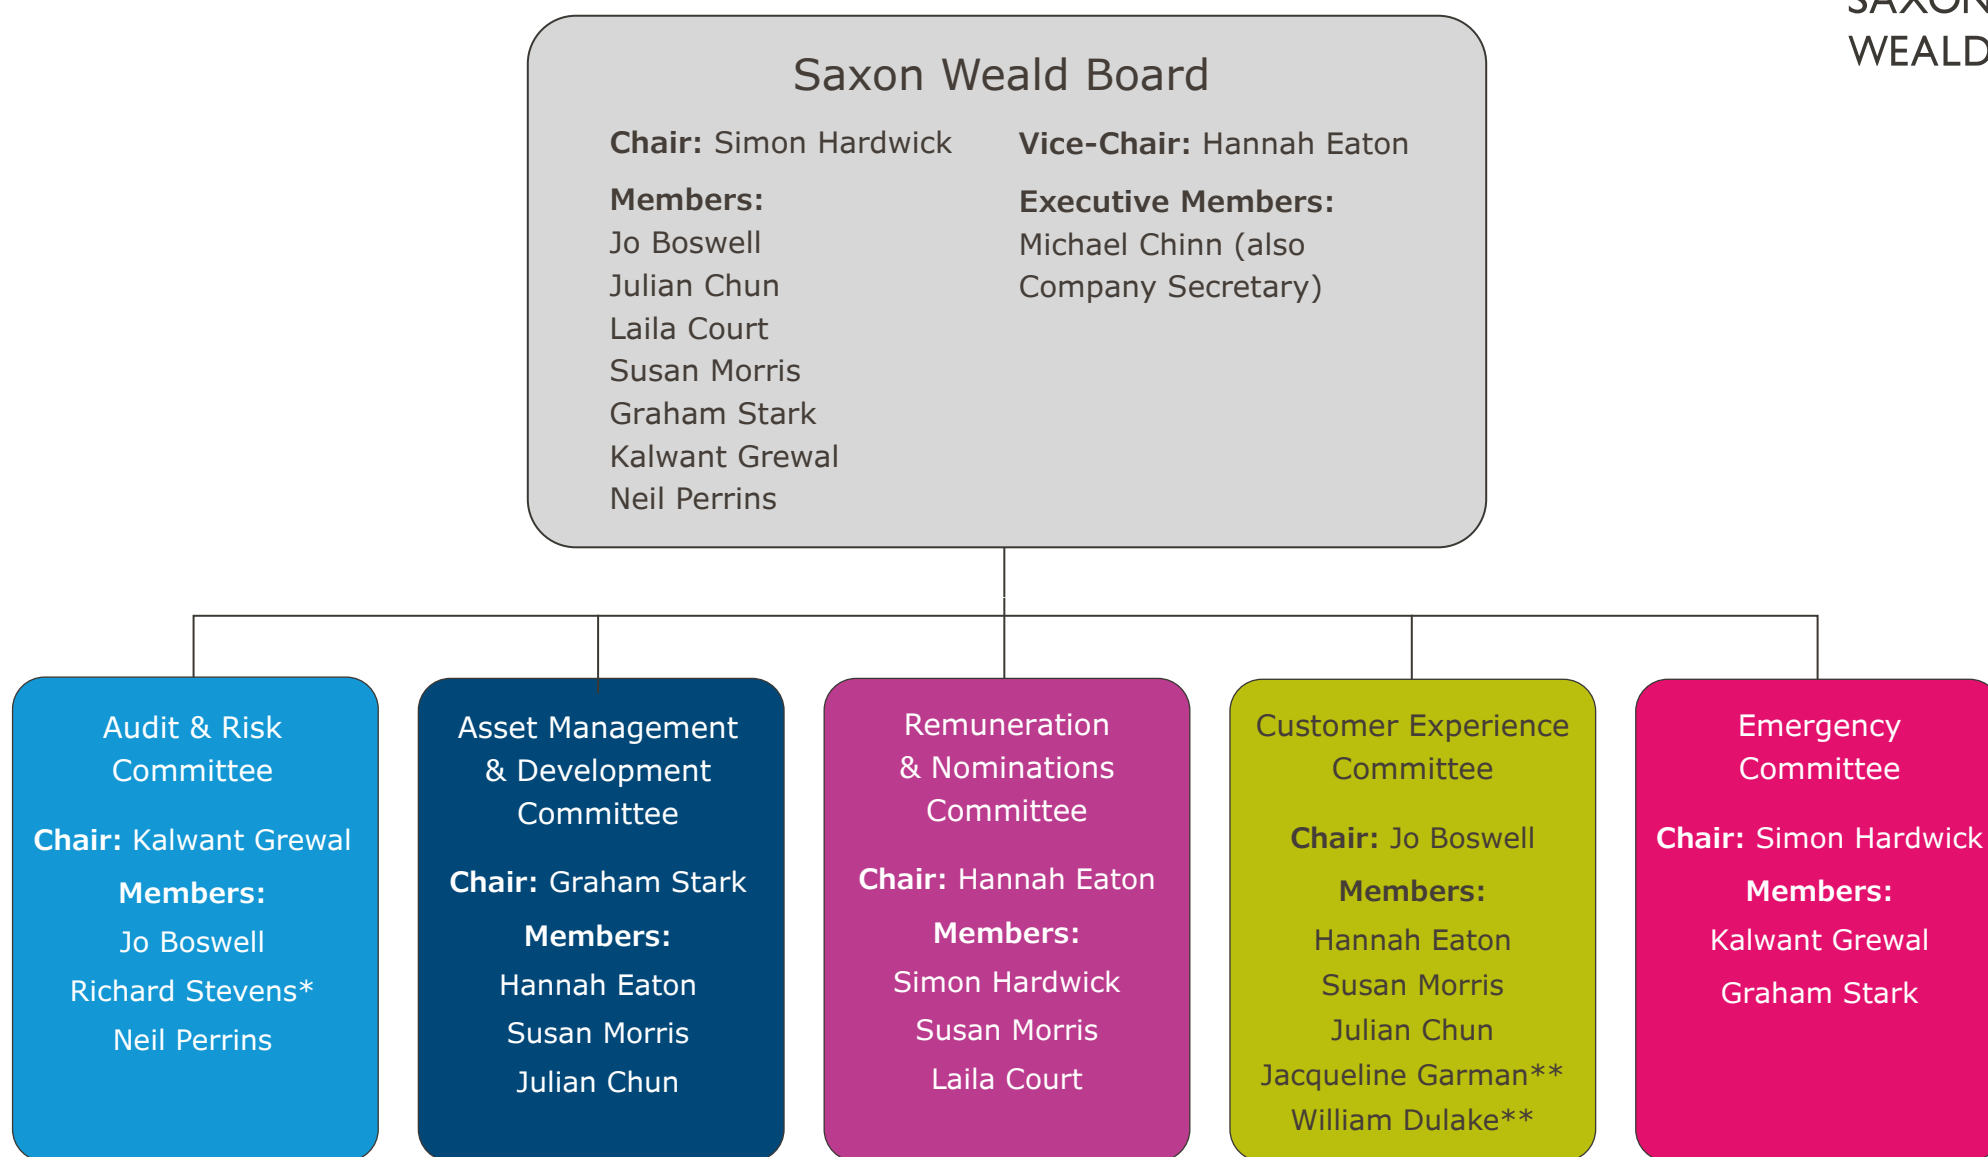 SAXON
WEALD
Saxon Weald Board
Chair: Simon Hardwick
Vice-Chair: Hannah Eaton
Members:
Jo Boswell
Julian Chun
Laila Court
Susan Morris
Graham Stark
Kalwant Grewal
Neil Perrins
Executive Members:
Michael Chinn (also
Company Secretary)
Audit & Risk
Committee
Chair: Kalwant Grewal
Members:
Jo Boswell
Richard Stevens*
Neil Perrins
Asset Management
& Development
Committee
Chair: Graham Stark
Members:
Hannah Eaton
Susan Morris
Julian Chun
Remuneration
& Nominations
Committee
Chair: Hannah Eaton
Members:
Simon Hardwick
Susan Morris
Laila Court
Customer Experience
Committee
Chair: Jo Boswell
Members:
Hannah Eaton
Susan Morris
Julian Chun
Jacqueline Garman**
William Dulake**
Emergency
Committee
Chair: Simon Hardwick
Members:
Kalwant Grewal
Graham Stark